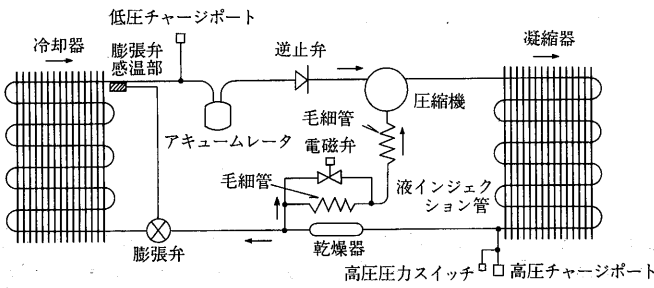 低圧チャージポート
冷却器
膨張弁
感温部
逆止弁
凝縮器
圧縮機
アキュームレータ
毛細管
電磁弁
毛細管
液インジェク
ション管
膨張弁
乾燥器
高圧圧力スイッチ
高圧チャージポート